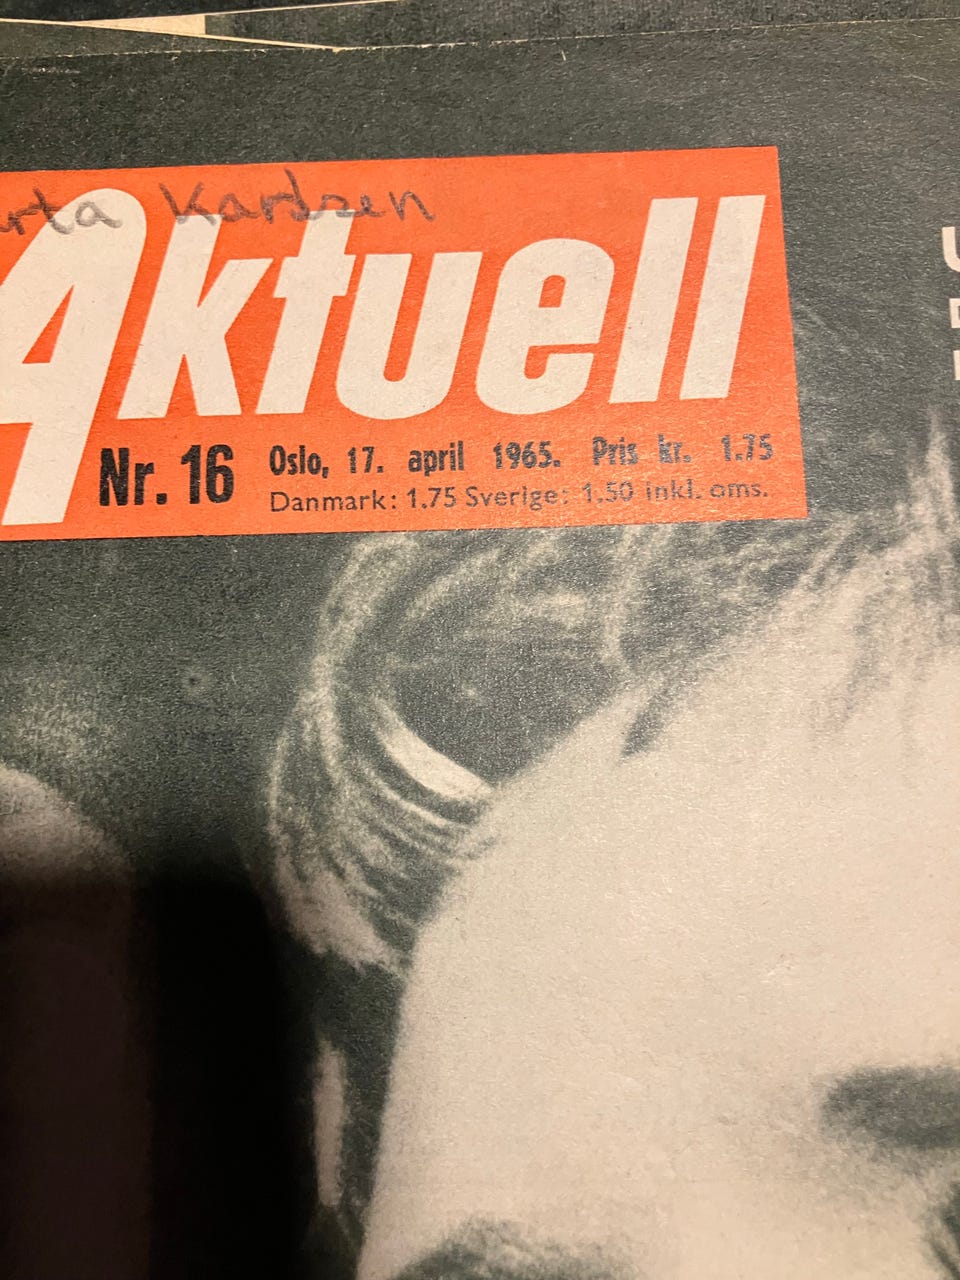 Aktuell
Nr. 16
Oslo, 17. april 1965. Pris kr. 1.75
Danmark: 1.75 Sverige: 1.50 inkl. oms.